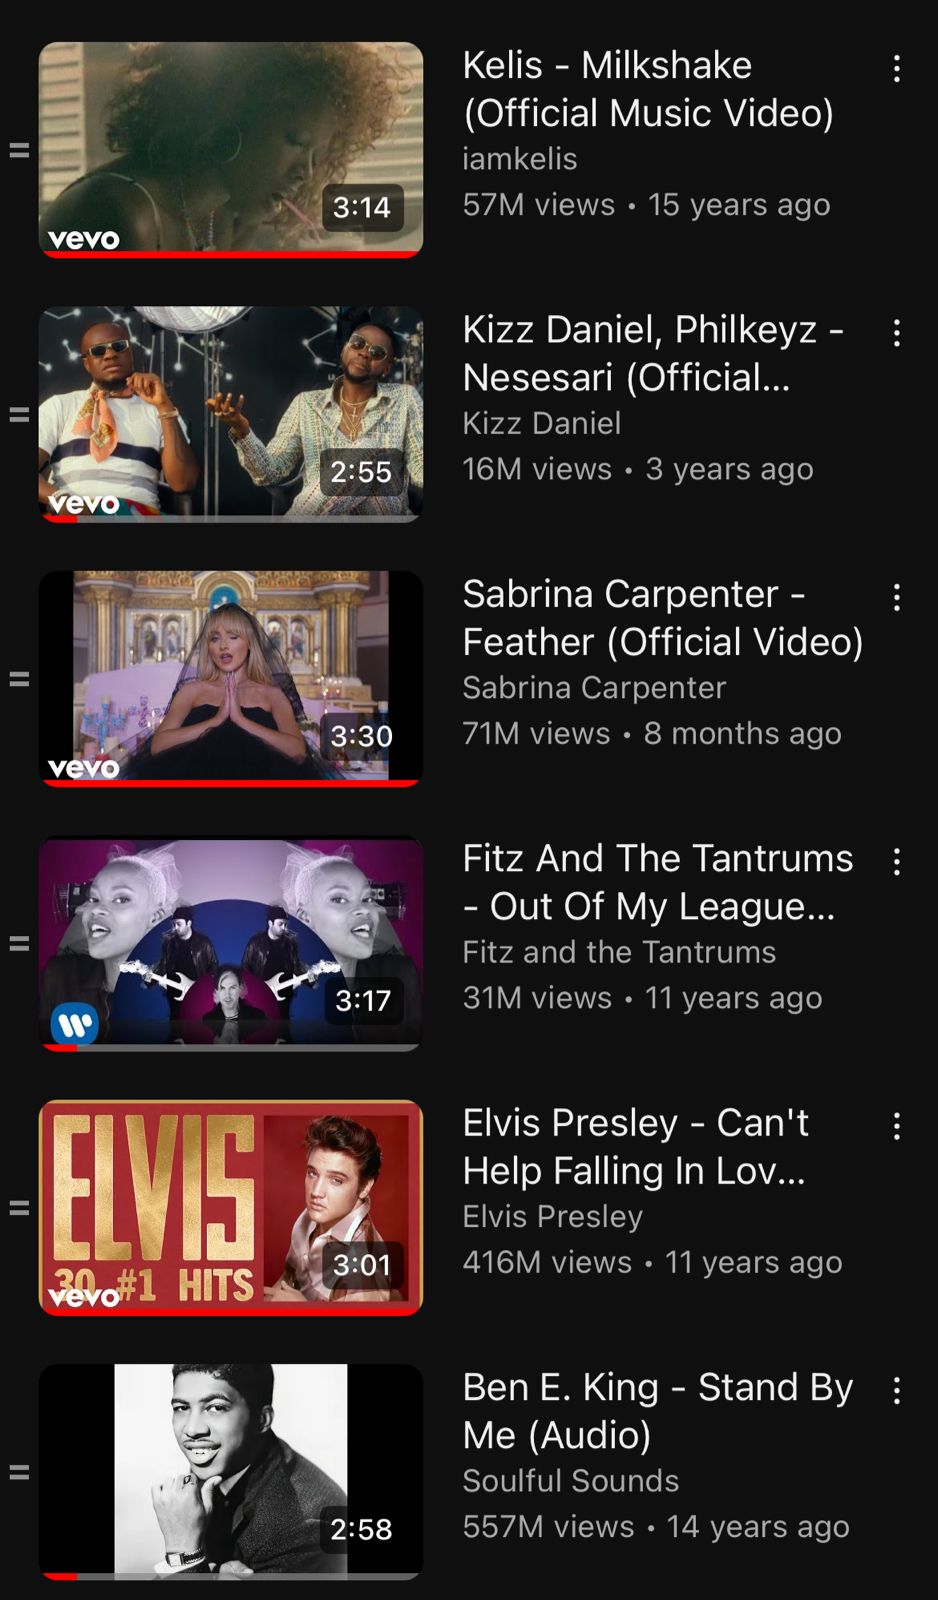 Kelis - Milkshake
(Official Music Video)
iamkelis
57M views • 15 years ago
3:14
vevo
Kizz Daniel, Philkeyz -
Nesesari (Official...
Kizz Daniel
16M views • 3 years ago
2:55
vevo
Sabrina Carpenter -
Feather (Official Video)
Sabrina Carpenter
71M views • 8 months ago
3:30
vevo
Fitz And The Tantrums
- Out Of My League...
Fitz and the Tantrums
31M views • 11 years ago
3:17
Elvis Presley - Can't
Help Falling In Lov...
Elvis Presley
416M views • 11 years ago
ELVIS
3:01
30 #1 HITS
vevo
Ben E. King - Stand By
Me (Audio)
Soulful Sounds
557M views • 14 years ago
2:58